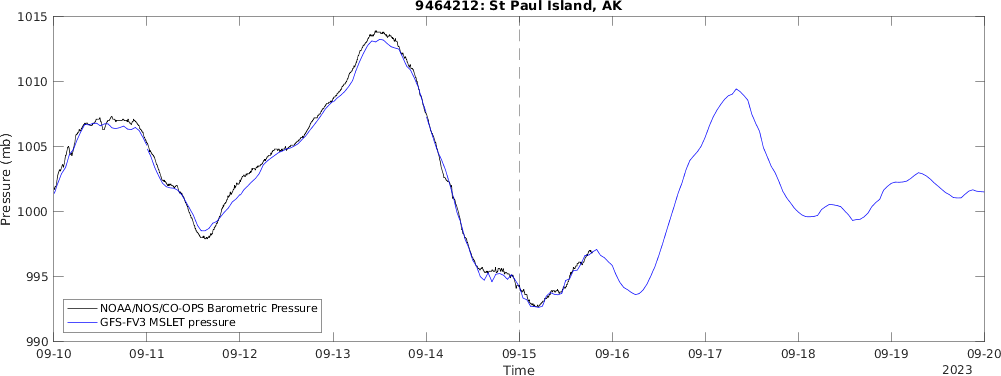 9464212: St Paul Island, AK
Pressure (mb)
1015
1010
1005
1000
995
990
NOAA/NOS/CO-OPS Barometric Pressure
GFS-FV3 MSLET pressure
09-10 09-11 09-12 09-13 09-14 09-15 09-16 09-17 09-18 09-19 09-20
Time
2023